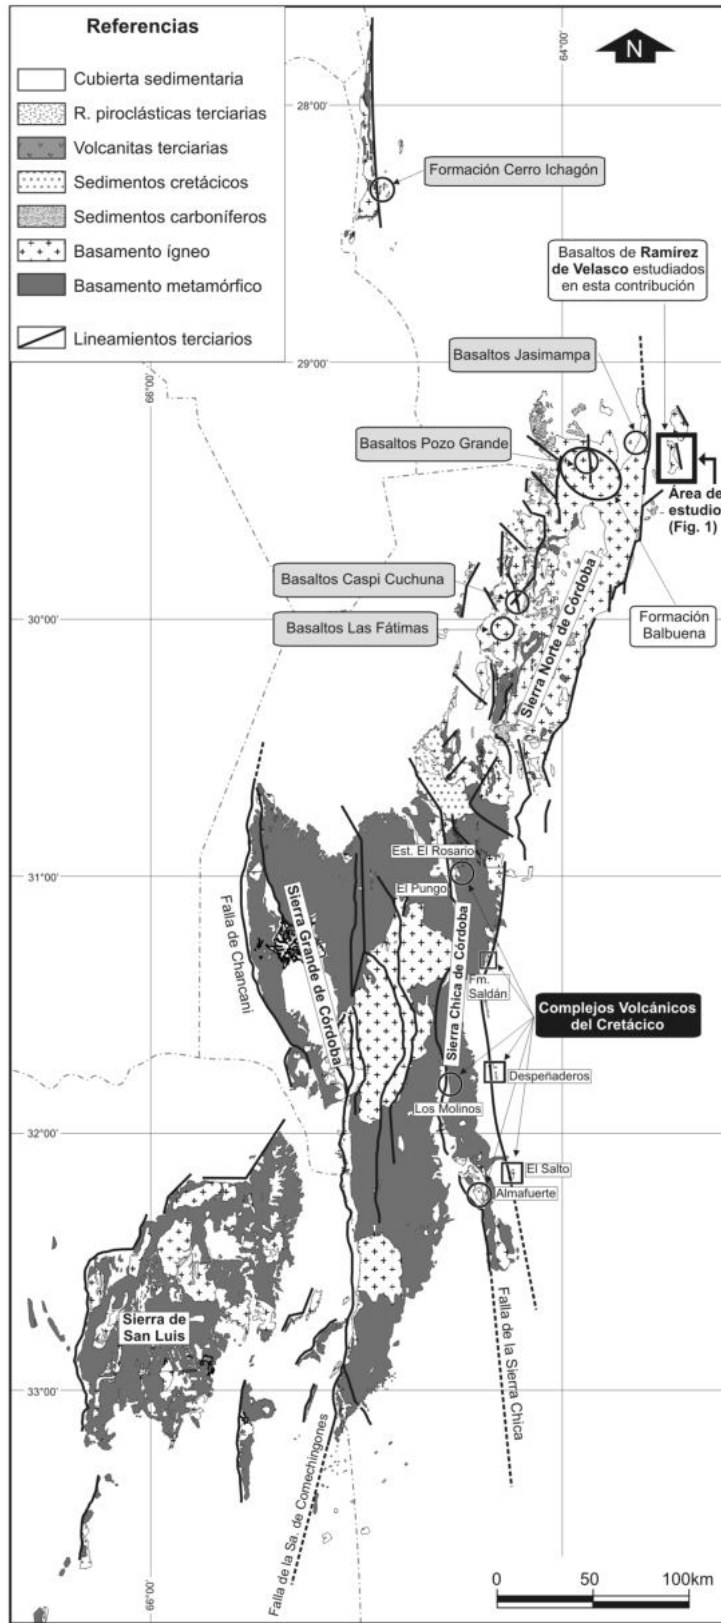 Referencias
Cubierta sedimentaria
R. piroclásticas terciarias
Volcanitas terciarias
Sedimentos cretácicos
Sedimentos carboníferos
Basamento ígneo
Basamento metamórfico
Lineamientos terciarios
64°00'
N
28°00'
Formación Cerro Ichagón
Basaltos de Ramírez
de Velasco estudiados
en esta contribución
66°00'
29°00'
Basaltos Jasimampa
Basaltos Pozo Grande
Área de
estudio
(Fig. 1)
Basaltos Caspi Cuchuna
30°00'
Basaltos Las Fátimas
Sierra Norte de Córdoba
Formación
Balbuena
Est. El Rosario
31°00'
El Pungo
Falla de Chancani
Sierra Grande de Córdoba
Sierra Chica de Córdoba
Fm.
Saldán
Complejos Volcánicos
del Cretácico
Despeñaderos
Los Molinos
32°00'
El Salto
Almafuerte
Sierra de
San Luis
Falla de la Sierra Chica
33°00'
Falla de la Sa. de Comechingones
66°00'
0 50 100km
64°00'